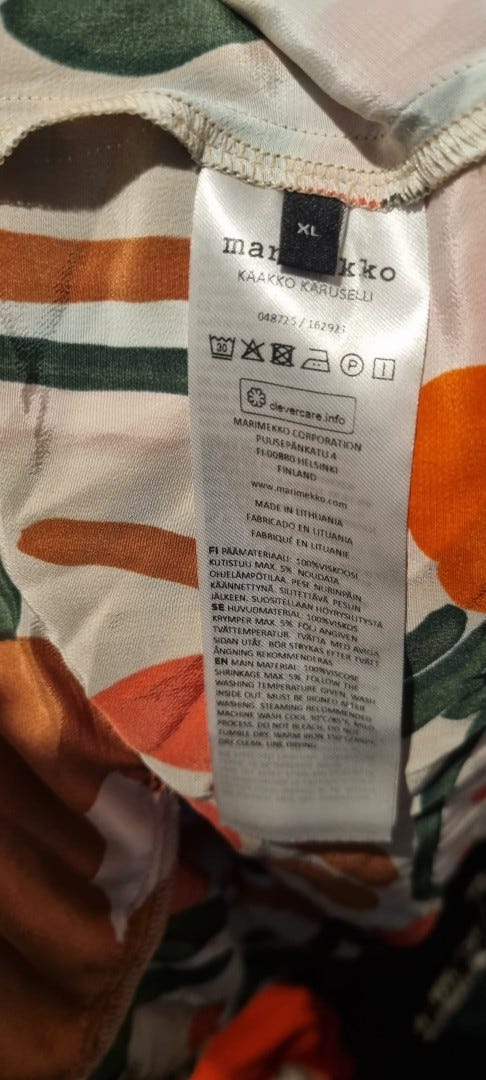 XL
mar kko
KAAKKO KARUSELLI
048725 / 162921
30 P
clevercare.info
MARIMEKKO CORPORATION
PUUSEPÄNKATU 4
FI-00880 HELSINKI
FINLAND
www.marimekko.com
MADE IN LITHUANIA
FABRICADO EN LITUANIA
FABRIQUÉ EN LITUANIE
FI PÄÄMATERIAALI: 100%VISKOOSI
KUTISTUU MAX. 5% NOUDATA
OHJELÄMPÖTILAA. PESE NURINPÄIN
KÄÄNNETTYNÄ. SILITETTÄVÄ PESUN
JÄLKEEN. SUOSITELLAAN HÖYRYSILITYSTÄ
SE HUVUDMATERIAL: 100%VISKOS
KRYMPER MAX. 5% FÖLJ ANGIVEN
TVÄTTEMPERATUR. TVÄTTA MED AVIGA
SIDAN UTÅT. BÖR STRYKAS EFTER TVÄTT
ÅNGNING REKOMMENDERAS
EN MAIN MATERIAL: 100%VISCOSE
SHRINKAGE MAX. 5% FOLLOW THE
WASHING TEMPERATURE GIVEN. WASH
INSIDE OUT. MUST BE IRONED AFTER
WASHING. STEAMING RECOMMENDED
MACHINE WASH COOL 30°C/85°F, MILD
PROCESS. DO NOT BLEACH. DO NOT
TUMBLE DRY. WARM IRON
DRY CLEAN. LINE DRYING